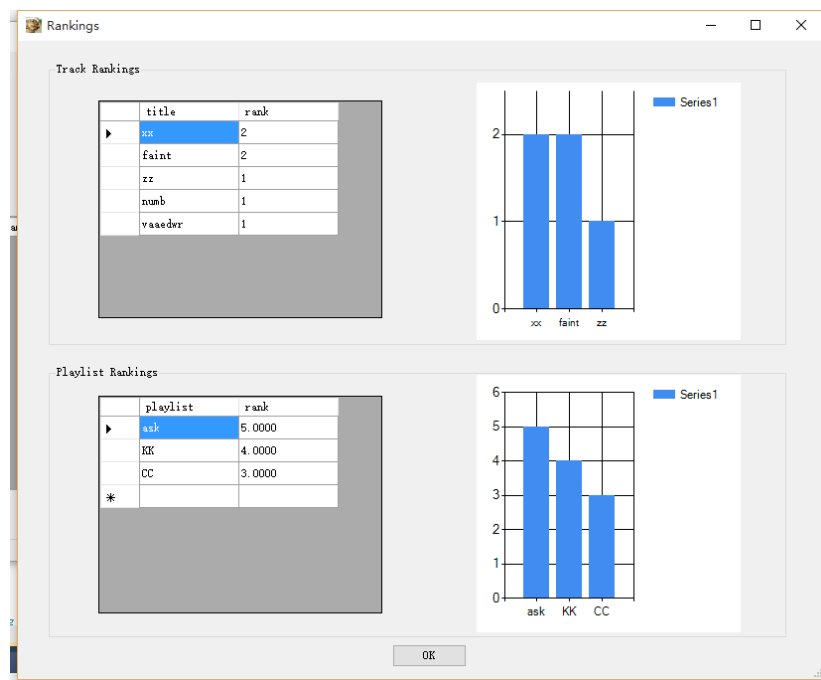 Rankings
Track Rankings
title rank
xx 2
faint 2
zz 1
numb 1
vaaedwr 1
Series1
2
1
0
xx faint zz
Playlist Rankings
playlist rank
ask 5.0000
KK 4.0000
CC 3.0000
Series1
6
5
4
3
2
1
0
ask KK CC
OK